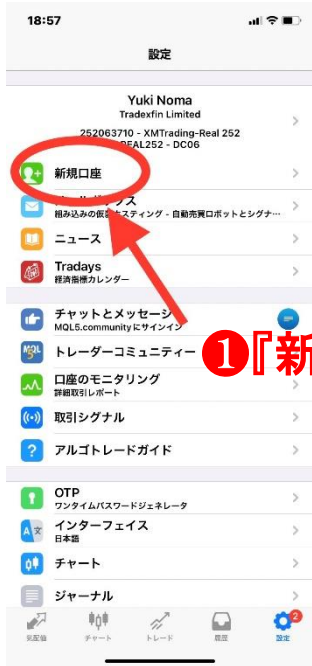 18:57
設定
Yuki Noma
Tradexfin Limited
252063710 - XMTrading-Real 252
REAL252 - DC06
新規口座
組み込みの仮想ホスティング - 自動売買ロボットとシグナ…
ニュース
Tradays
経済指標カレンダー
チャットとメッセージ
MQL5.communityにサインイン
MQL
トレーダーコミュニティー
❶『新
口座のモニタリング
詳細取引レポート
取引シグナル
?
アルゴトレードガイド
OTP
ワンタイムパスワードジェネレータ
インターフェイス
日本語
チャート
ジャーナル
2
気配値
チャート
トレード
履歴
設定